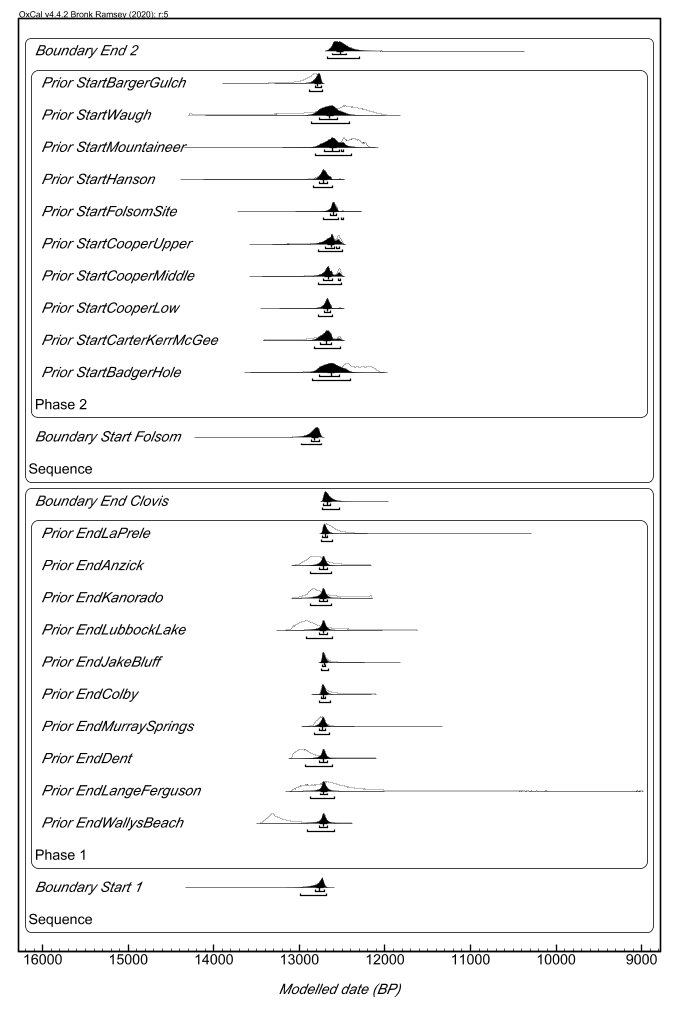 OxCal v4.4.2 Bronk Ramsey (2020); r:5
Boundary End 2
Prior StartBargerGulch
Prior StartWaugh
Prior StartMountaineer
Prior StartHanson
Prior StartFolsomSite
Prior StartCooperUpper
Prior StartCooperMiddle
Prior StartCooperLow
Prior StartCarterKerrMcGee
Prior StartBadgerHole
Phase 2
Boundary Start Folsom
Sequence
Boundary End Clovis
Prior EndLaPrele
Prior EndAnzick
Prior EndKanorado
Prior EndLubbockLake
Prior EndJakeBluff
Prior EndColby
Prior EndMurraySprings
Prior EndDent
Prior EndLangeFerguson
Prior EndWallysBeach
Phase 1
Boundary Start 1
Sequence
16000 15000 14000 13000 12000 11000 10000 9000
Modelled date (BP)